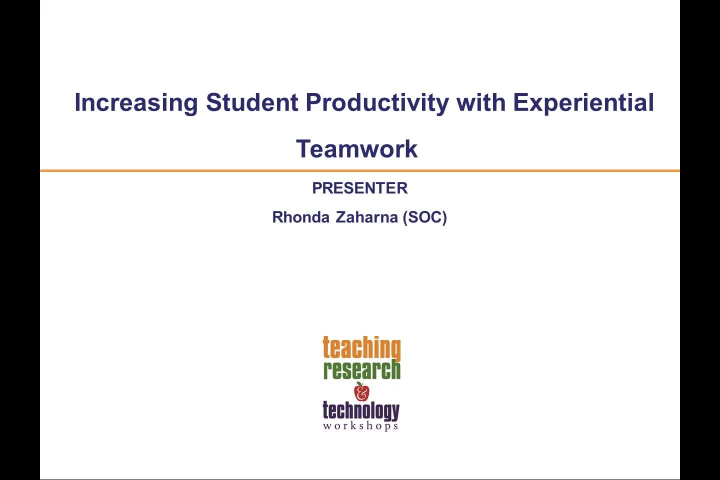 Increasing Student Productivity with Experiential
Teamwork
PRESENTER
Rhonda Zaharna (SOC)
teaching
research
&
technology
workshops